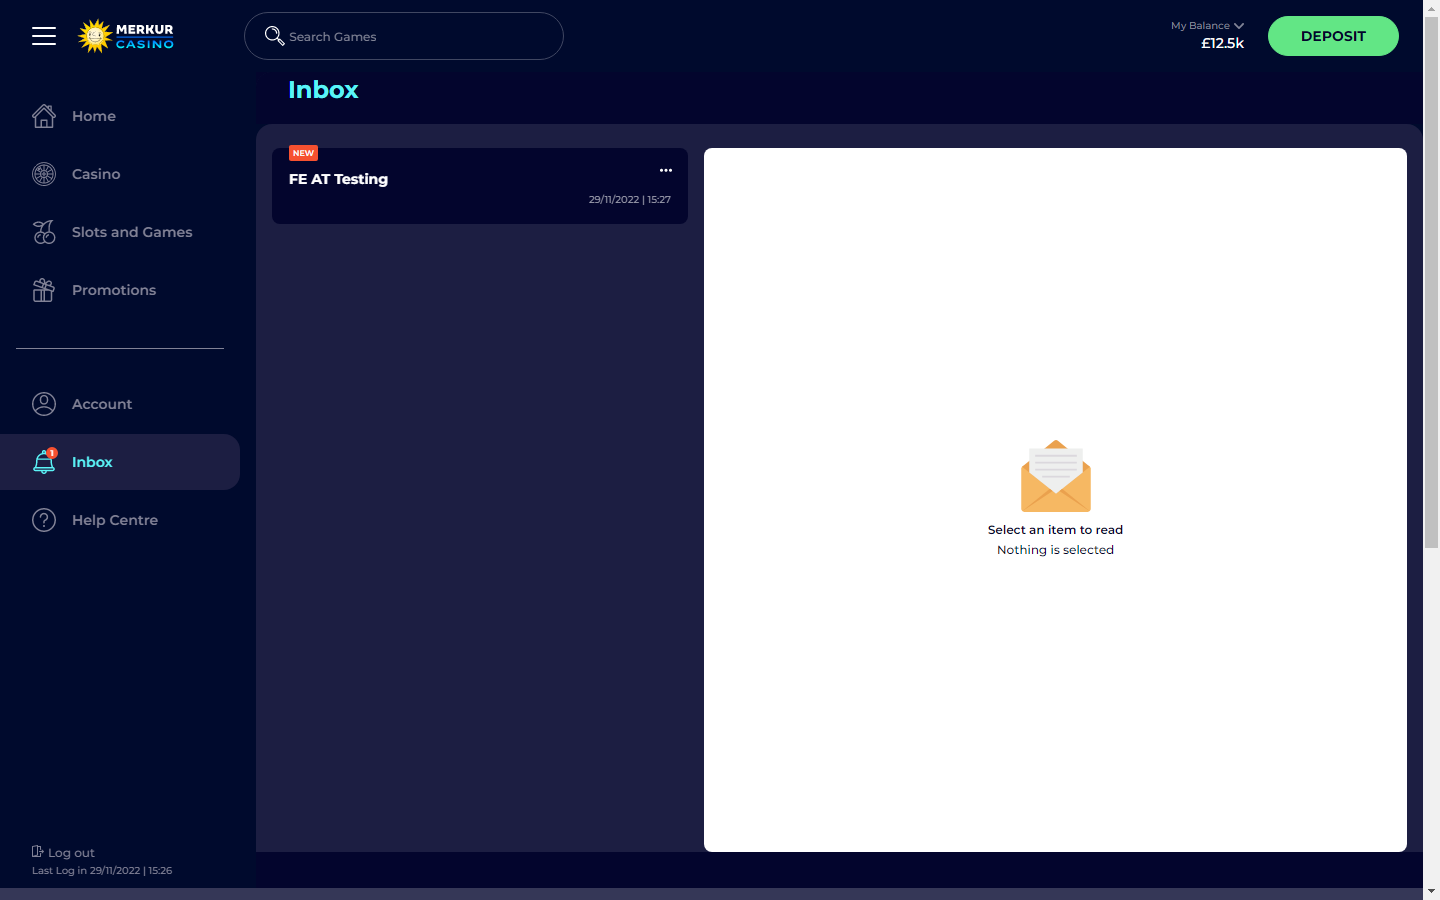 MERKUR
CASINO
Search Games
My Balance
£12.5k
DEPOSIT
Home
Casino
Slots and Games
Promotions
Account
1
Inbox
Help Centre
Log out
Last Log in 29/11/2022 | 15:26
Inbox
NEW
FE AT Testing
29/11/2022 | 15:27
Select an item to read
Nothing is selected